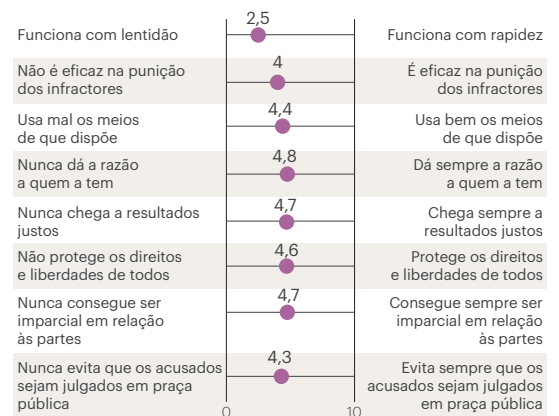 2,5
Funciona com lentidão
Funciona com rapidez
4
Não é eficaz na punição
dos infractores
É eficaz na punição
dos infractores
4,4
Usa mal os meios
de que dispõe
Usa bem os meios
de que dispõe
4,8
Nunca dá a razão
a quem a tem
Dá sempre a razão
a quem a tem
4,7
Nunca chega a resultados
justos
Chega sempre a
resultados justos
4,6
Não protege os direitos
e liberdades de todos
Protege os direitos
e liberdades de todos
4,7
Nunca consegue ser
imparcial em relação
às partes
Consegue sempre ser
imparcial em relação
às partes
4,3
Nunca evita que os acusados
sejam julgados em praça
pública
Evita sempre que os
acusados sejam julgados
em praça pública
0
10